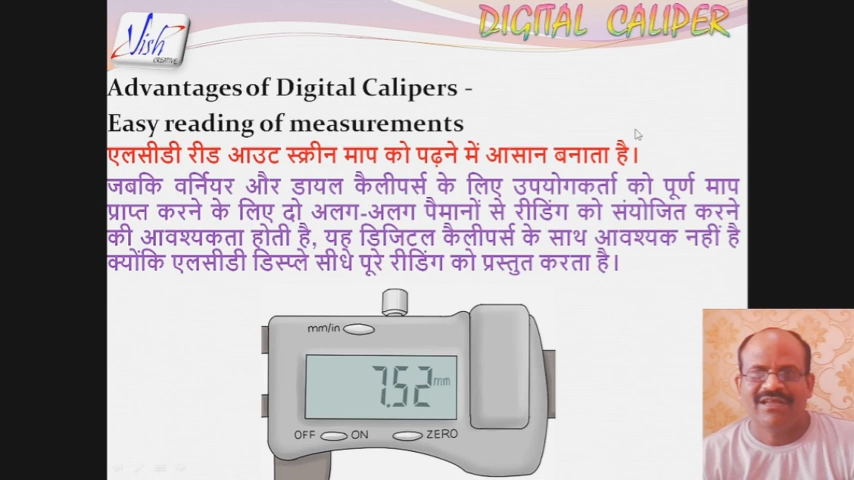 Vish
CREATIVE
DIGITAL CALIPER
Advantages of Digital Calipers -
Easy reading of measurements
एलसीडी रीड आउट स्क्रीन माप को पढ़ने में आसान बनाता है।
जबकि वर्नियर और डायल कैलीपर्स के लिए उपयोगकर्ता को पूर्ण माप
प्राप्त करने के लिए दो अलग-अलग पैमानों से रीडिंग को संयोजित करने
की आवश्यकता होती है, यह डिजिटल कैलीपर्स के साथ आवश्यक नहीं है
क्योंकि एलसीडी डिस्प्ले सीधे पूरे रीडिंग को प्रस्तुत करता है।
mm/in
7.52 mm
OFF ON ZERO